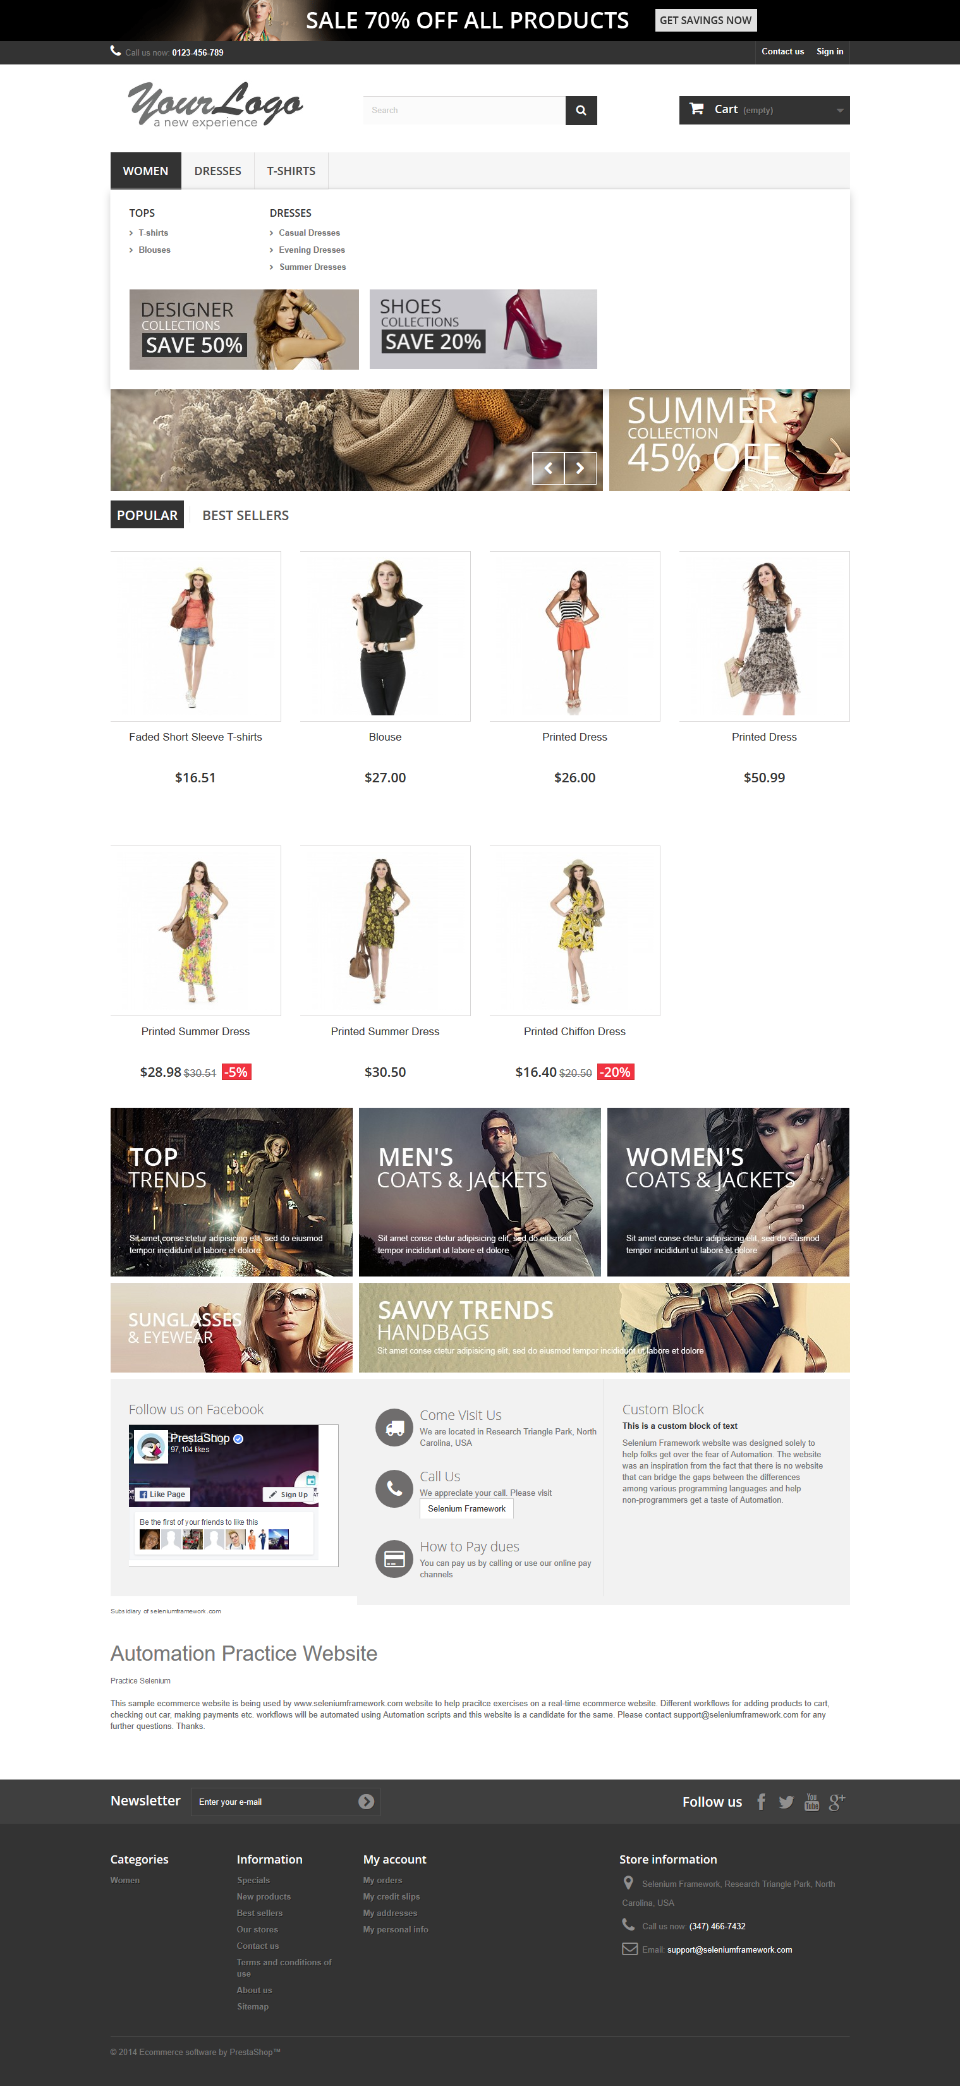 SALE 70% OFF ALL PRODUCTS GET SAVINGS NOW
Call us now: 0123-456-789 Contact us Sign in
YourLogo
a new experience
Search
Cart (empty)
WOMEN DRESSES T-SHIRTS
TOPS DRESSES
T-shirts Casual Dresses
Blouses Evening Dresses
Summer Dresses
DESIGNER
COLLECTIONS
SAVE 50%
SHOES
COLLECTIONS
SAVE 20%
SUMMER
COLLECTION
45% OFF
POPULAR BEST SELLERS
Faded Short Sleeve T-shirts Blouse Printed Dress Printed Dress
$16.51 $27.00 $26.00 $50.99
Printed Summer Dress Printed Summer Dress Printed Chiffon Dress
$28.98 $30.51 -5% $30.50 $16.40 $20.50 -20%
TOP
TRENDS
Sit amet conse ctetur adipisicing elit, sed do eiusmod
tempor incididunt ut labore et dolore
MEN'S
COATS & JACKETS
Sit amet conse ctetur adipisicing elit, sed do eiusmod
tempor incididunt ut labore et dolore
WOMEN'S
COATS & JACKETS
Sit amet conse ctetur adipisicing elit, sed do eiusmod
tempor incididunt ut labore et dolore
SUNGLASSES
& EYEWEAR
SAVVY TRENDS
HANDBAGS
Sit amet conse ctetur adipisicing elit, sed do eiusmod tempor incididunt ut labore et dolore
Follow us on Facebook
PrestaShop
97,104 likes
Like Page Sign Up
Be the first of your friends to like this
Come Visit Us
We are located in Research Triangle Park, North
Carolina, USA
Call Us
We appreciate your call. Please visit
Selenium Framework
How to Pay dues
You can pay us by calling or use our online pay
channels
Custom Block
This is a custom block of text
Selenium Framework website was designed solely to
help folks get over the fear of Automation. The website
was an inspiration from the fact that there is no website
that can bridge the gaps between the differences
among various programming languages and help
non-programmers get a taste of Automation.
Subsidiary of seleniumframework.com
Automation Practice Website
Practice Selenium
This sample ecommerce website is being used by www.seleniumframework.com website to help pracitce exercises on a real-time ecommerce website. Different workflows for adding products to cart,
checking out car, making payments etc. workflows will be automated using Automation scripts and this website is a candidate for the same. Please contact support@seleniumframework.com for any
further questions. Thanks.
Newsletter Enter your e-mail Follow us
Categories
Women
Information
Specials
New products
Best sellers
Our stores
Contact us
Terms and conditions of
use
About us
Sitemap
My account
My orders
My credit slips
My addresses
My personal info
Store information
Selenium Framework, Research Triangle Park, North
Carolina, USA
Call us now: (347) 466-7432
Email: support@seleniumframework.com
© 2014 Ecommerce software by PrestaShop™